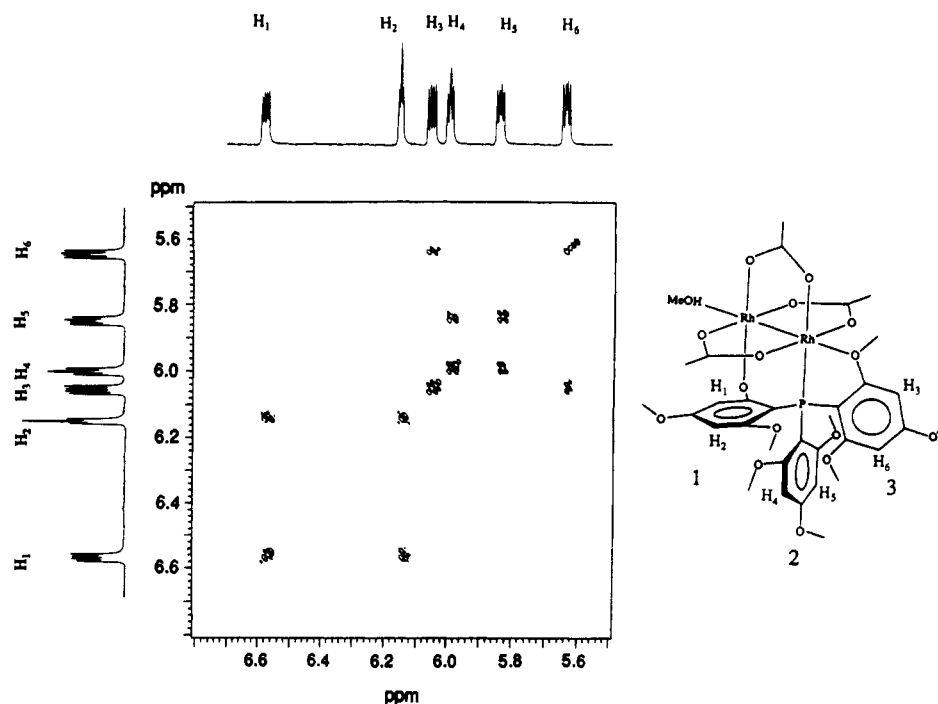 H₁ H₂ H₃ H₄ H₅ H₆
ppm
H₆
H₅
H₃ H₄
H₂
H₁
5.6
5.8
6.0
6.2
6.4
6.6
6.6 6.4 6.2 6.0 5.8 5.6
ppm
O O
MeOH Rh O
O Rh O
O O
O
H₁ H₃
O P O
H₂ O O O
O H₆
1 H₄ H₅ 3
O
2